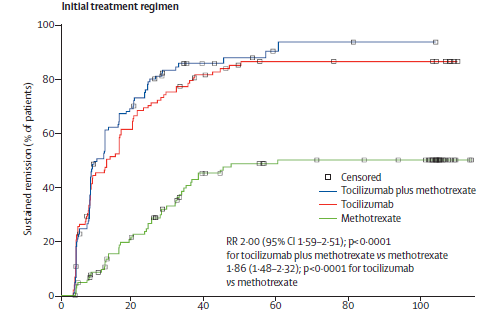 Initial treatment regimen
Sustained remission (% of patients)
100
80
60
40
20
0
0
20
40
60
80
100
Censored
Tocilizumab plus methotrexate
Tocilizumab
Methotrexate
RR 2·00 (95% CI 1·59–2·51); p<0·0001
for tocilizumab plus methotrexate vs methotrexate
1·86 (1·48–2·32); p<0·0001 for tocilizumab
vs methotrexate